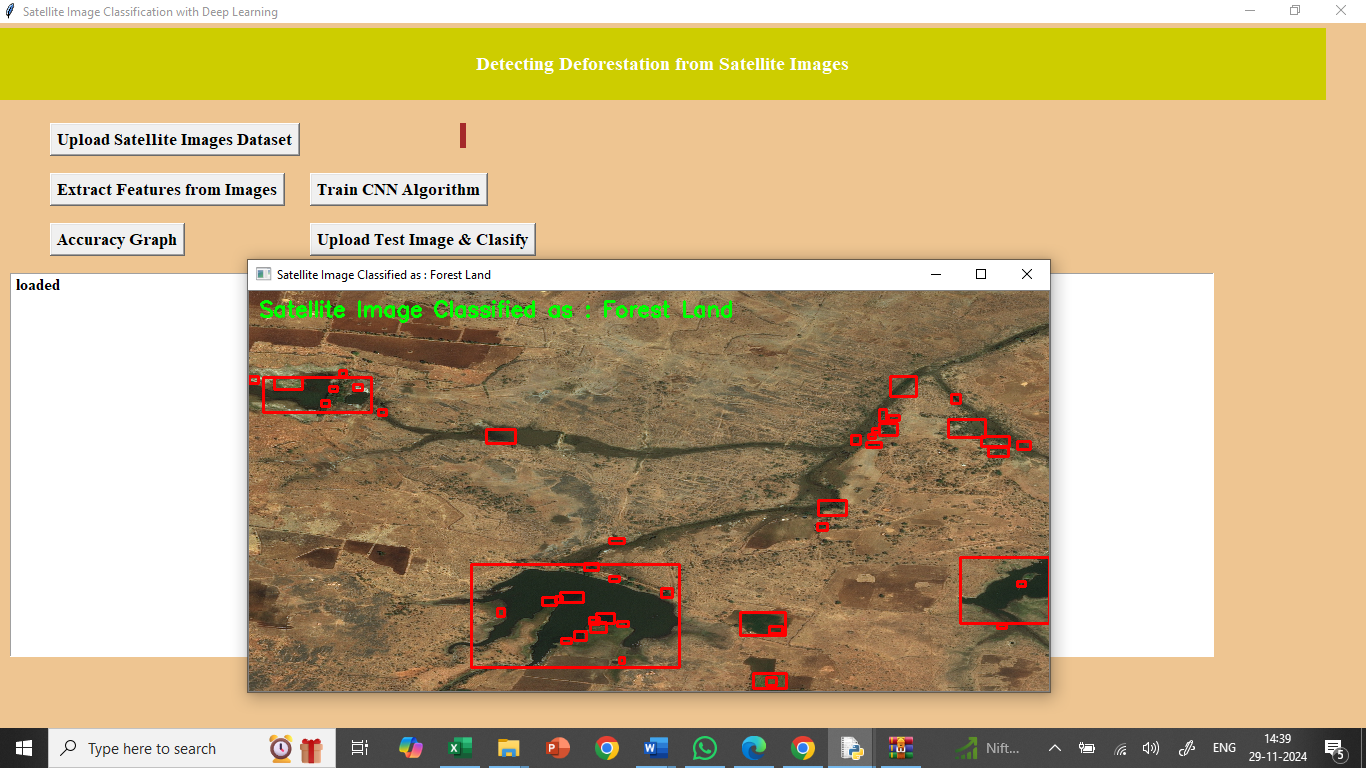 Satellite Image Classification with Deep Learning
Detecting Deforestation from Satellite Images
Upload Satellite Images Dataset
Extract Features from Images
Train CNN Algorithm
Accuracy Graph
Upload Test Image & Clasify
loaded
Satellite Image Classified as : Forest Land
Satellite Image Classified as : Forest Land
Type here to search
Nift...
ENG
14:39
29-11-2024
5